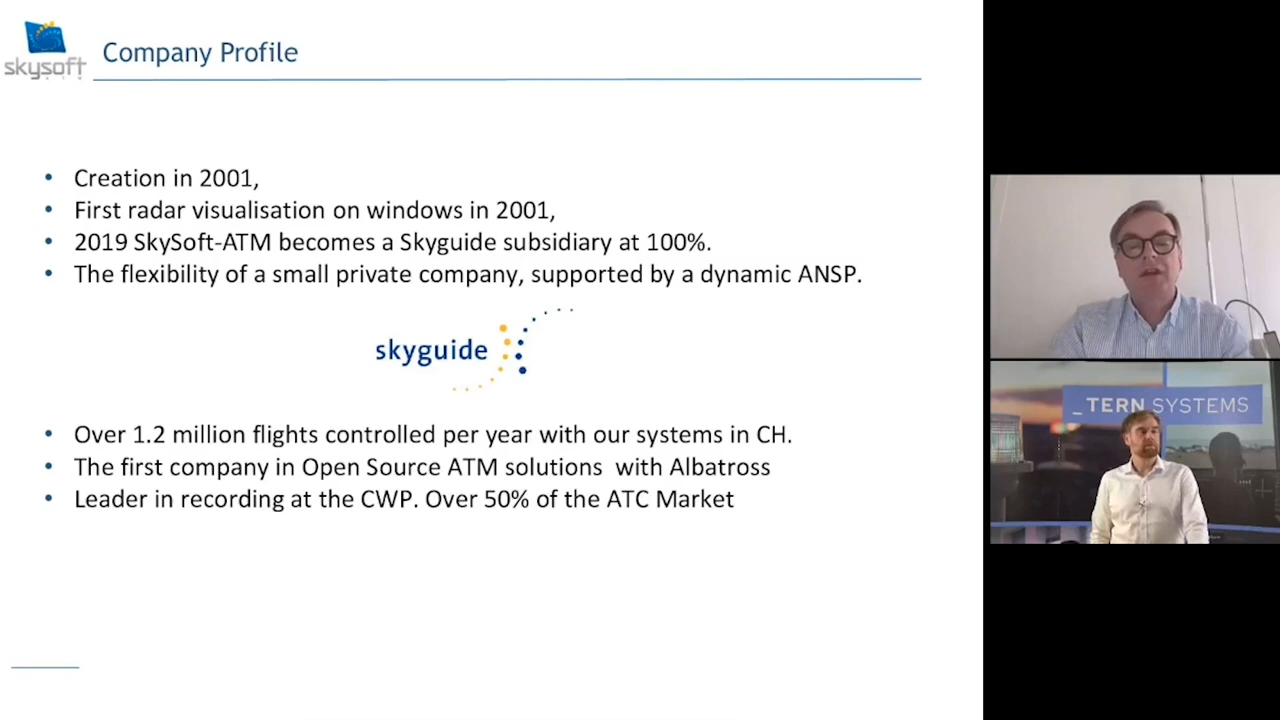 skysoft
Company Profile
• Creation in 2001,
• First radar visualisation on windows in 2001,
• 2019 SkySoft-ATM becomes a Skyguide subsidiary at 100%.
• The flexibility of a small private company, supported by a dynamic ANSP.
skyguide
• Over 1.2 million flights controlled per year with our systems in CH.
• The first company in Open Source ATM solutions  with Albatross
• Leader in recording at the CWP. Over 50% of the ATC Market
_TERN SYSTEMS